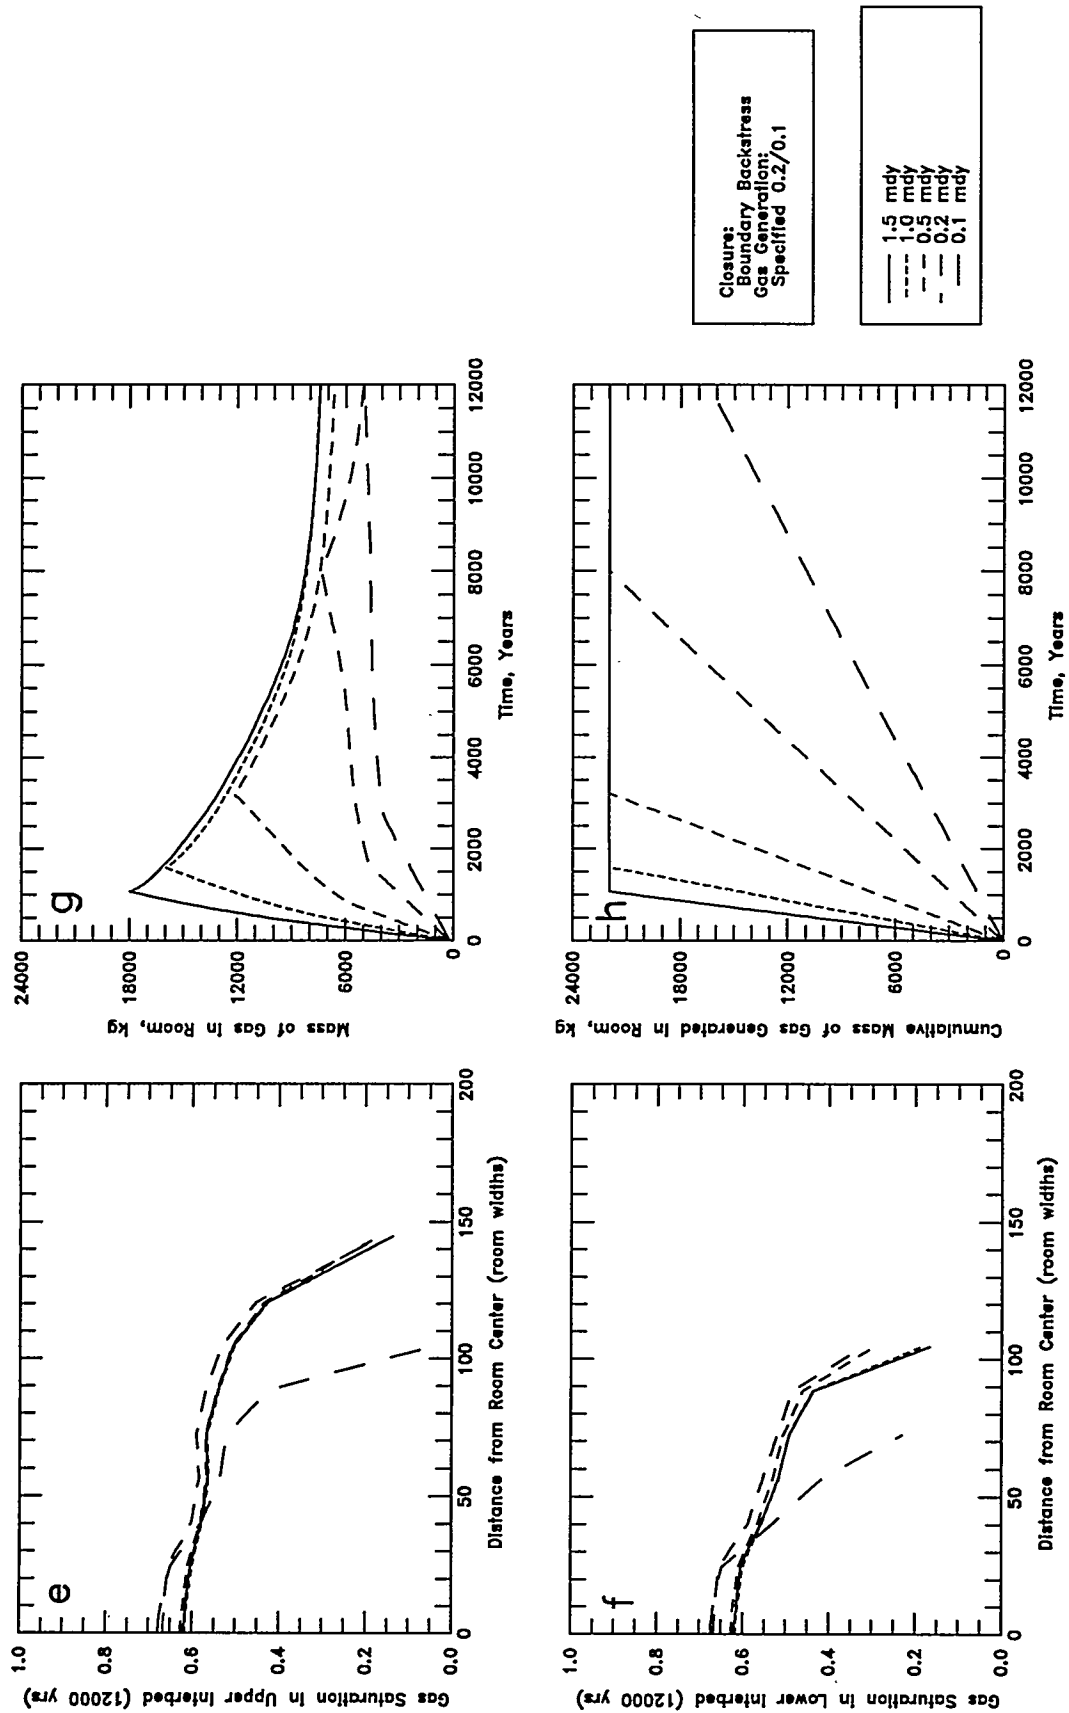 e
1.0
0.8
0.6
0.4
0.2
0.0
Gas Saturation in Upper Interbed (12000 yrs)
0
50
100
150
200
Distance from Room Center (room widths)
g
24000
18000
12000
6000
0
Mass of Gas in Room, kg
0
2000
4000
6000
8000
10000
12000
Time, Years
f
1.0
0.8
0.6
0.4
0.2
0.0
Gas Saturation in Lower Interbed (12000 yrs)
0
50
100
150
200
Distance from Room Center (room widths)
h
24000
18000
12000
6000
0
Cumulative Mass of Gas Generated in Room, kg
0
2000
4000
6000
8000
10000
12000
Time, Years
Closure:
Boundary Backstress
Gas Generation:
Specified 0.2/0.1
1.5 mdy
1.0 mdy
0.5 mdy
0.2 mdy
0.1 mdy